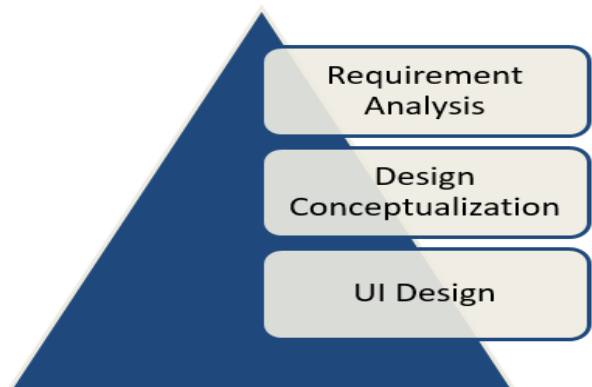 Requirement
Analysis
Design
Conceptualization
UI Design